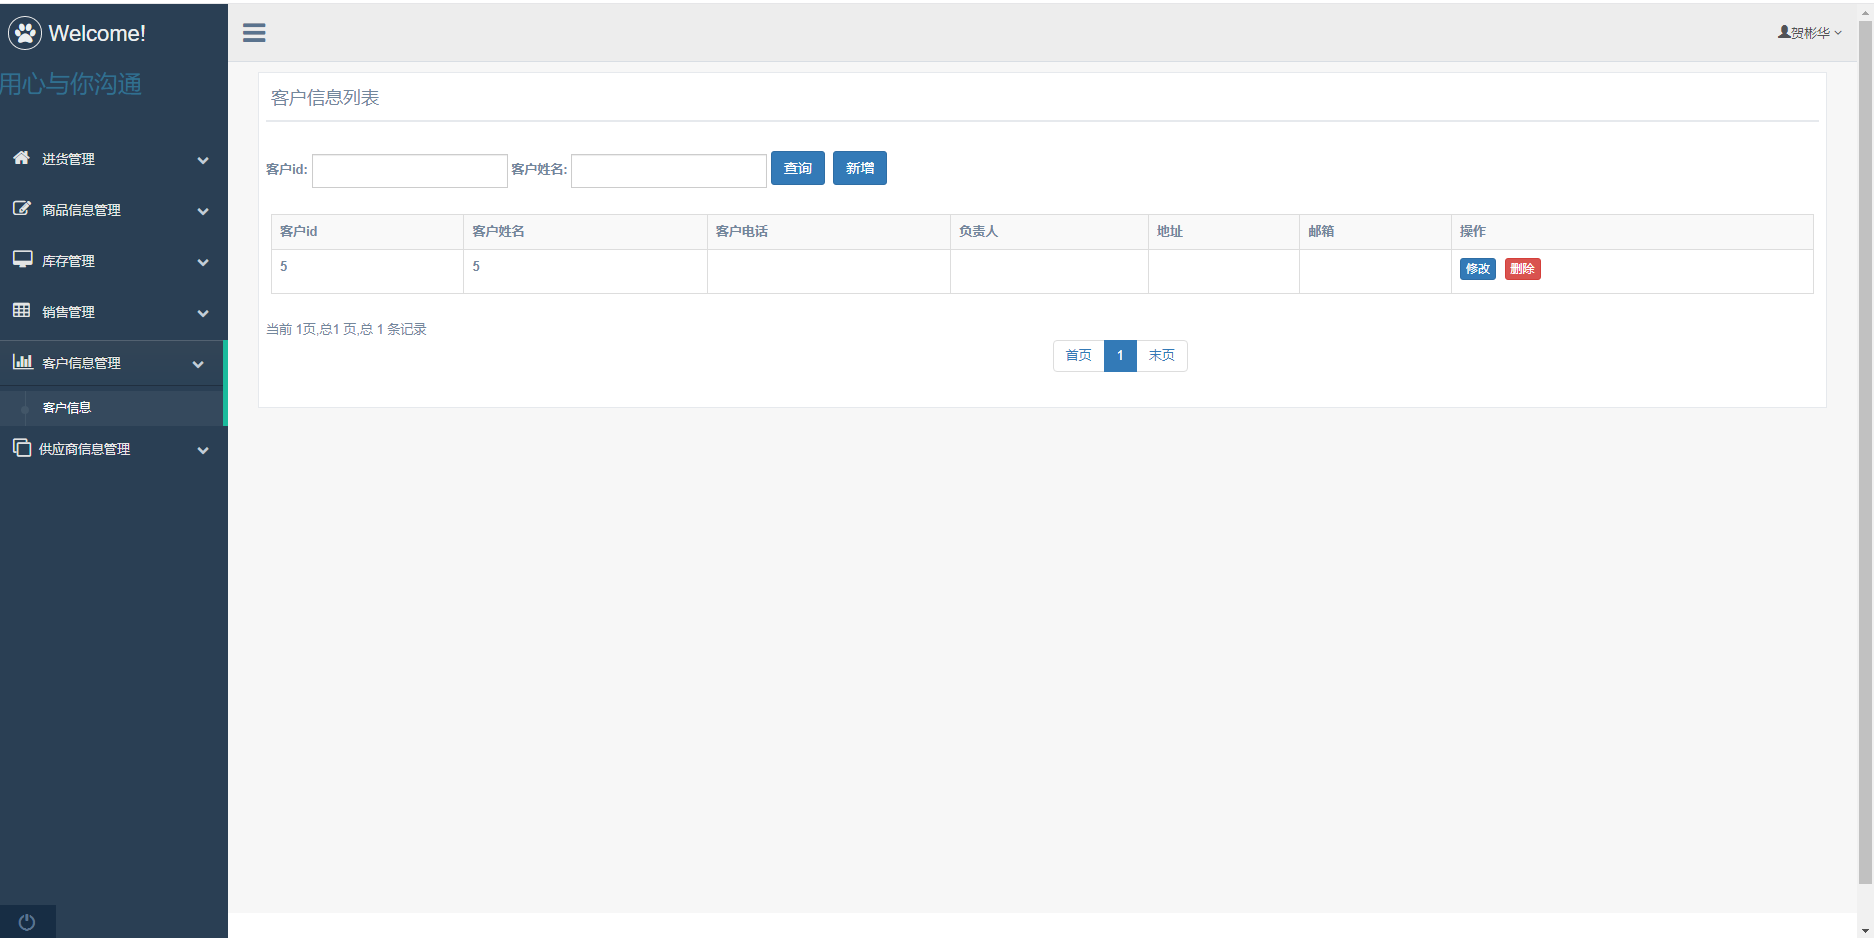 Welcome!
用心与你沟通
进货管理
商品信息管理
库存管理
销售管理
客户信息管理
客户信息
供应商信息管理
贺彬华
客户信息列表
客户id: 客户姓名: 查询 新增
客户id 客户姓名 客户电话 负责人 地址 邮箱 操作
5 5 修改 删除
当前 1页,总1 页,总 1 条记录
首页 1 末页